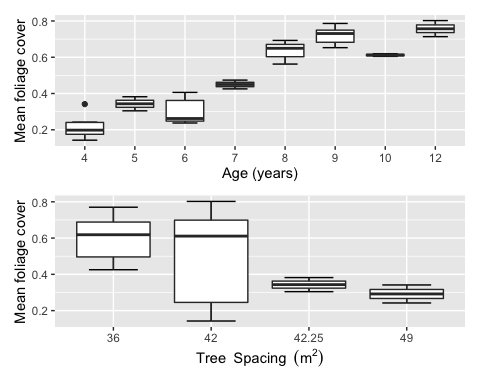 Mean foliage cover
0.8
0.6
0.4
0.2
4 5 6 7 8 9 10 12
Age (years)
Mean foliage cover
0.8
0.6
0.4
0.2
36 42 42.25 49
Tree Spacing (m²)